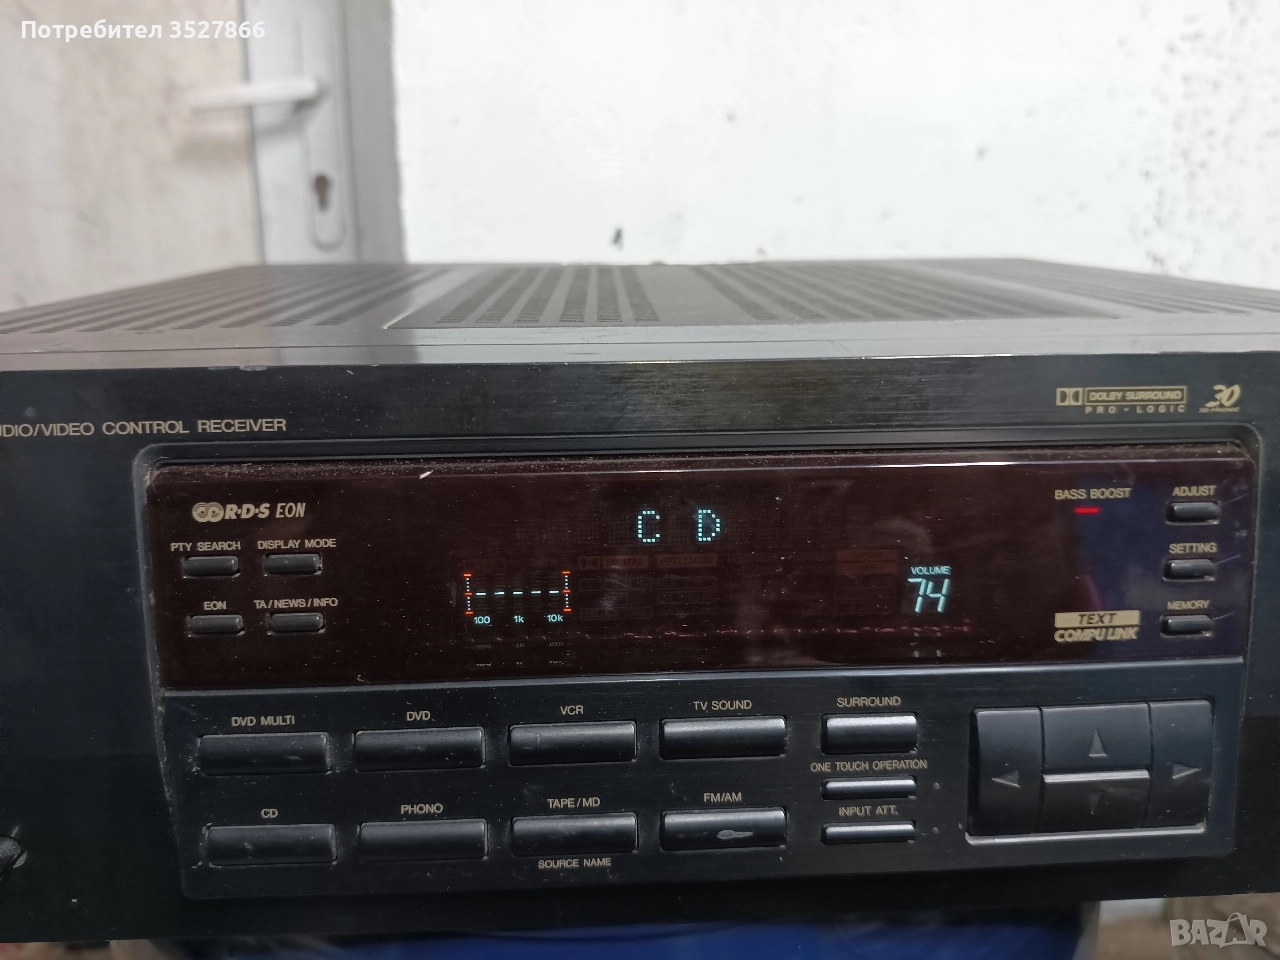 Потребител 3527866
AUDIO/VIDEO CONTROL RECEIVER
DOLBY SURROUND
PRO • LOGIC
R•D•S EON
PTY SEARCH
DISPLAY MODE
EON
TA/NEWS/INFO
C D
100 1k 10k
VOLUME
74
BASS BOOST
ADJUST
SETTING
MEMORY
TEXT
COMPU LINK
DVD MULTI
DVD
VCR
TV SOUND
SURROUND
ONE TOUCH OPERATION
INPUT ATT.
CD
PHONO
TAPE/MD
FM/AM
SOURCE NAME
BAZAR